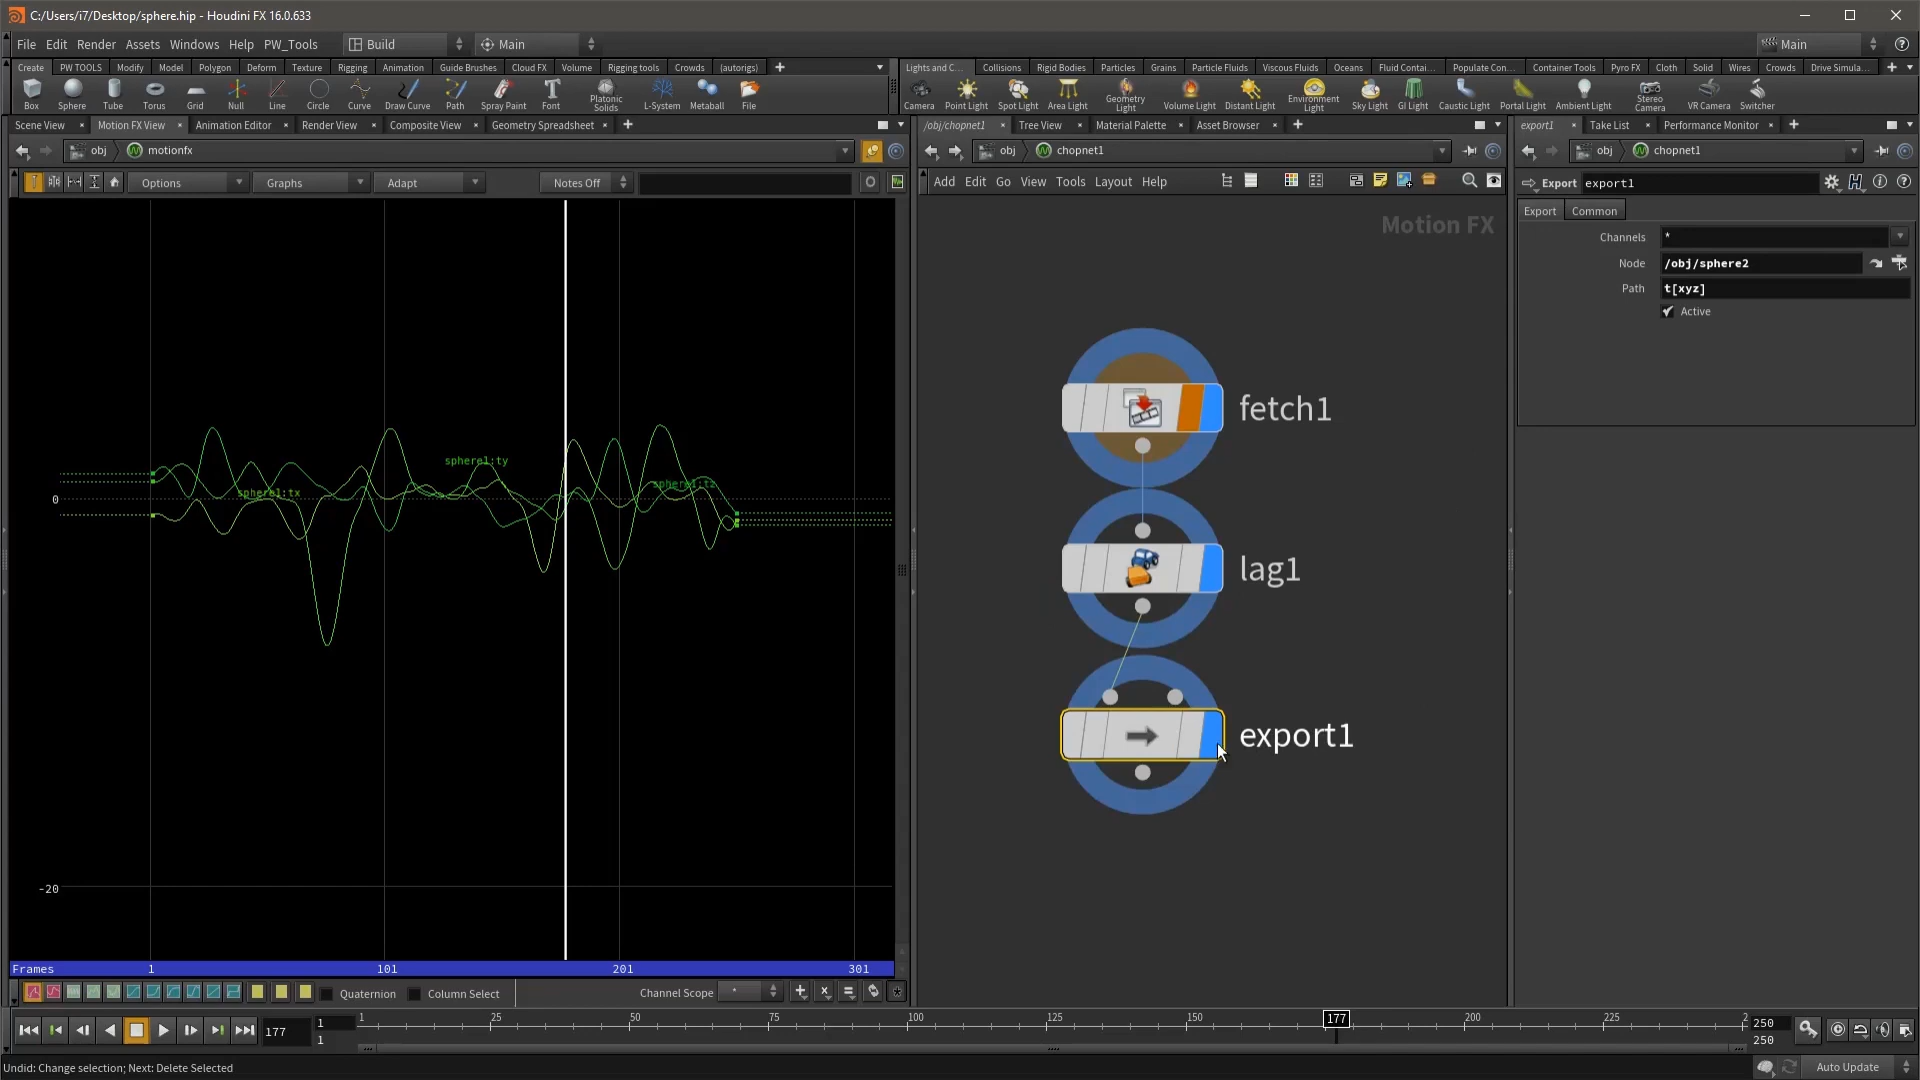 C:/Users/i7/Desktop/sphere.hip - Houdini FX 16.0.633
File Edit Render Assets Windows Help PW_Tools Build Main Main
Create PW TOOLS Modify Model Polygon Deform Texture Rigging Animation Guide Brushes Cloud FX Volume Rigging tools Crowds (autorigs)
Lights and C... Collisions Rigid Bodies Particles Grains Particle Fluids Viscous Fluids Oceans Fluid Contai... Populate Con... Container Tools Pyro FX Cloth Solid Wires Crowds Drive Simula...
Box Sphere Tube Torus Grid Null Line Circle Curve Draw Curve Path Spray Paint Font Platonic Solids L-System Metaball File
Camera Point Light Spot Light Area Light Geometry Light Volume Light Distant Light Environment Light Sky Light GI Light Caustic Light Portal Light Ambient Light Stereo Camera VR Camera Switcher
Scene View Motion FX View Animation Editor Render View Composite View Geometry Spreadsheet
/obj/chopnet1 Tree View Material Palette Asset Browser
export1 Take List Performance Monitor
obj motionfx
obj chopnet1
obj chopnet1
Options Graphs Adapt Notes Off
Add Edit Go View Tools Layout Help
Export export1
Export Common
Motion FX
Channels *
Node /obj/sphere2
Path t[xyz]
Active
fetch1
lag1
export1
sphere1:ty
sphere1:tx
sphere1:tz
0
-20
Frames 1 101 201 301
Quaternion Column Select Channel Scope *
177 1 1
1 25 50 75 100 125 150 177 200 225 2
250
250
Undid: Change selection; Next: Delete Selected
Auto Update